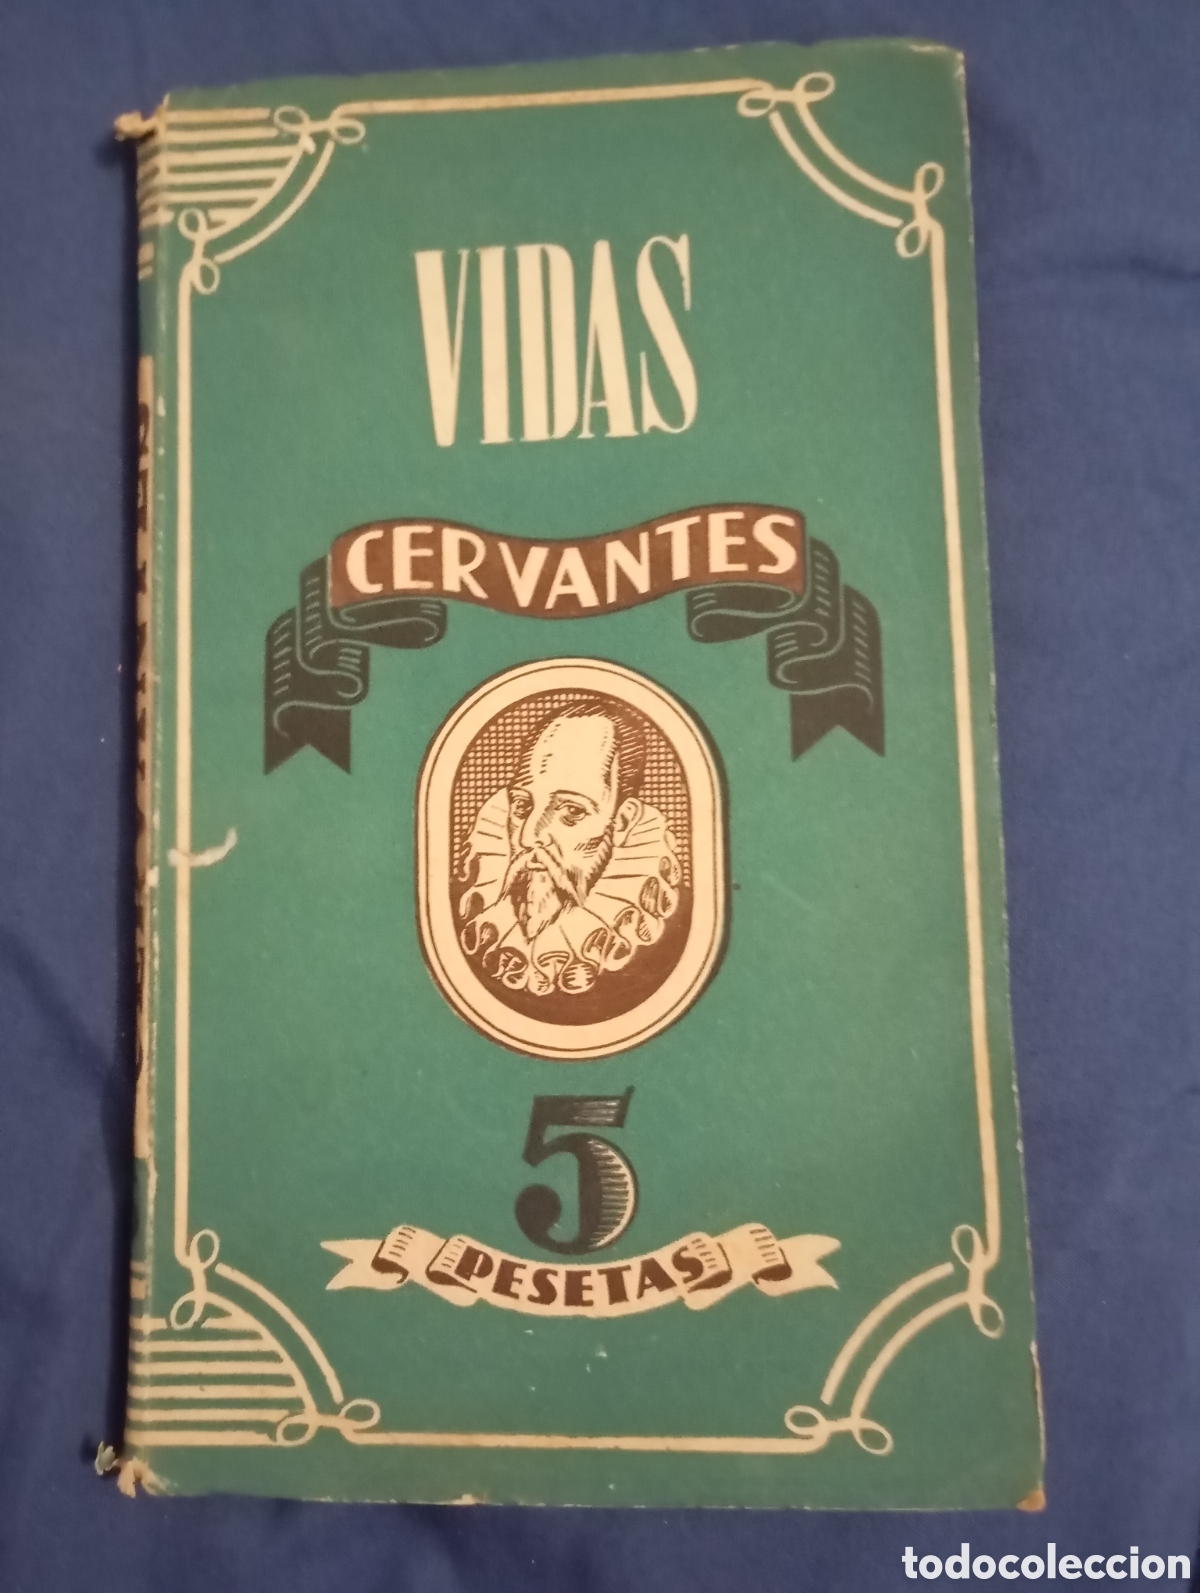 VIDAS
CERVANTES
5
PESETAS
todocoleccion